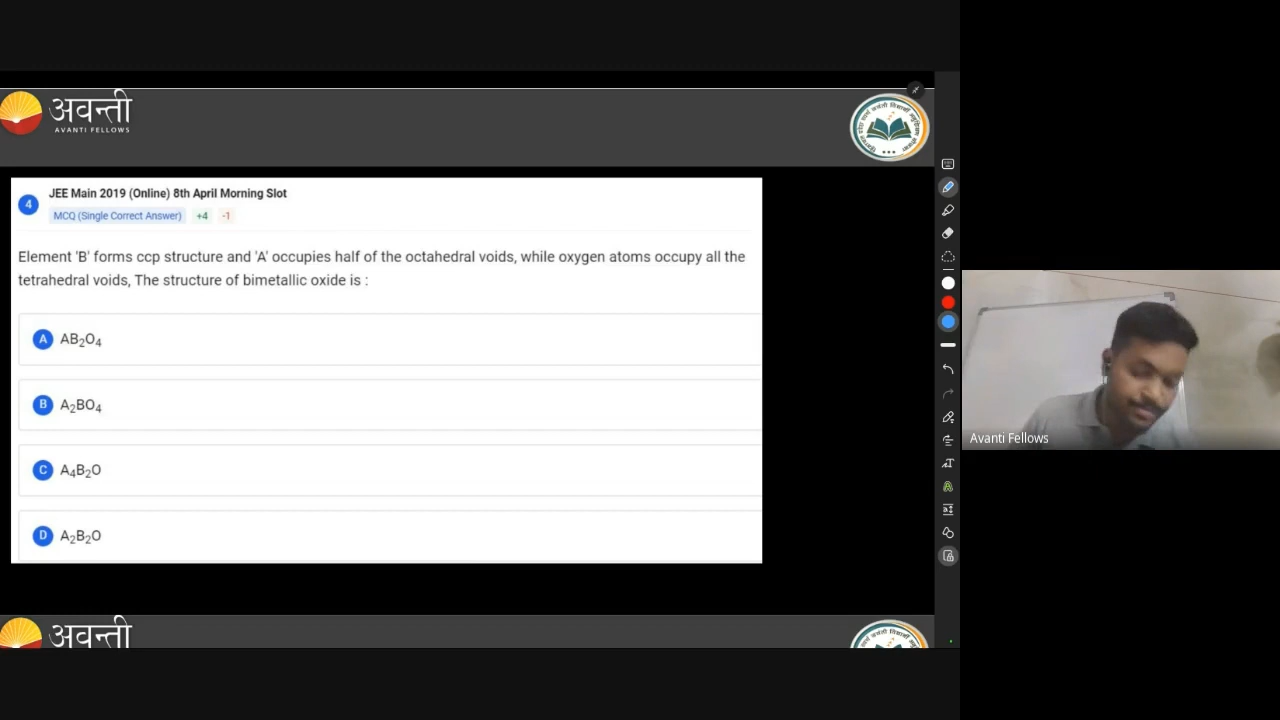 अवन्ती
AVANTI FELLOWS
4
JEE Main 2019 (Online) 8th April Morning Slot
MCQ (Single Correct Answer) +4 -1
Element 'B' forms ccp structure and 'A' occupies half of the octahedral voids, while oxygen atoms occupy all the
tetrahedral voids, The structure of bimetallic oxide is :
A AB₂O₄
B A₂BO₄
C A₄B₂O
D A₂B₂O
Avanti Fellows
अवन्ती